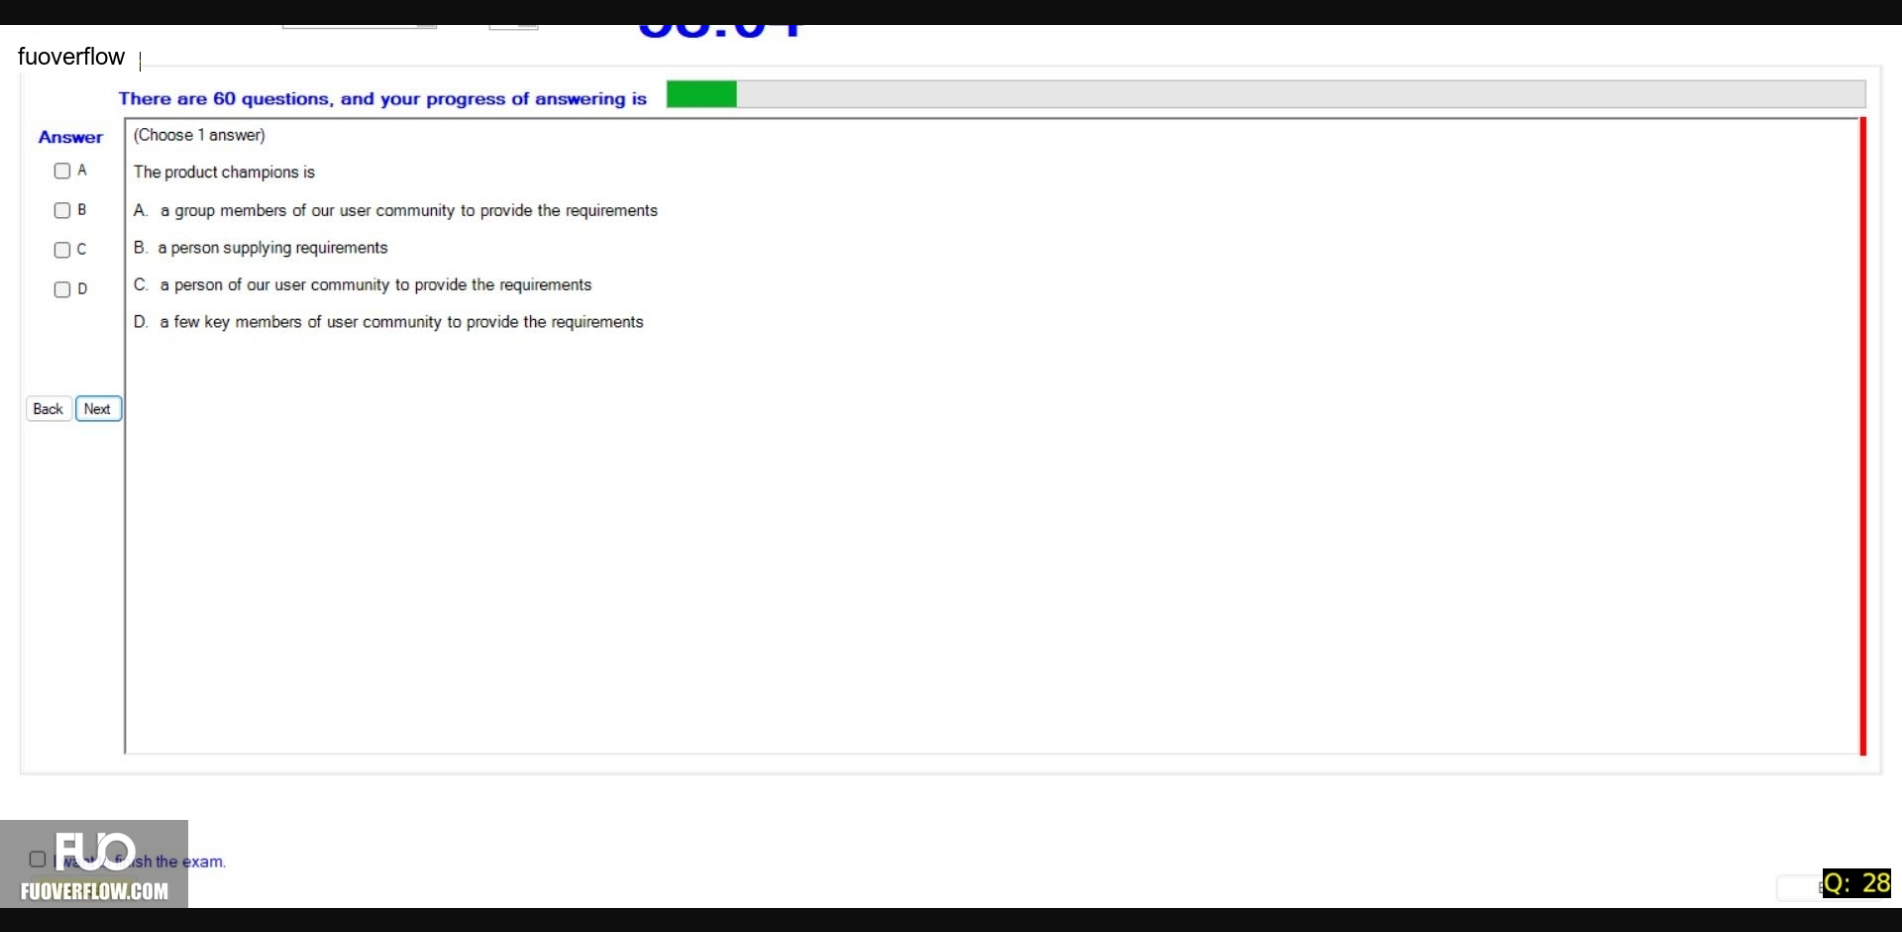 fuoverflow
There are 60 questions, and your progress of answering is
Answer
(Choose 1 answer)
A
The product champions is
B
A. a group members of our user community to provide the requirements
C
B. a person supplying requirements
D
C. a person of our user community to provide the requirements
D. a few key members of user community to provide the requirements
Back
Next
FUO
the exam.
FUOVERFLOW.COM
Q: 28